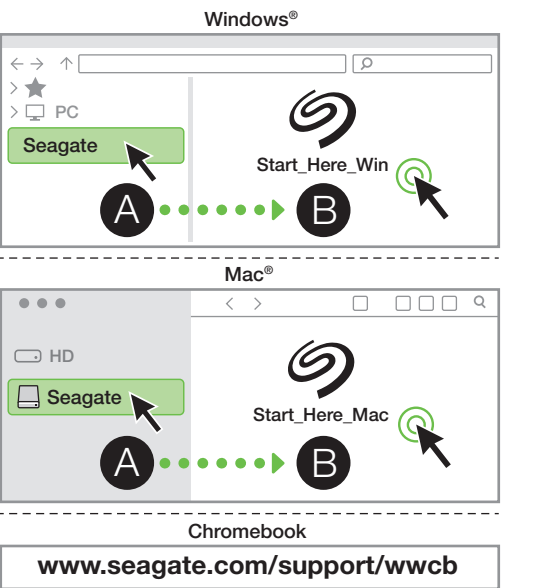 Windows®
PC
Seagate
Start_Here_Win
A B
Mac®
HD
Seagate
Start_Here_Mac
A B
Chromebook
www.seagate.com/support/wwcb